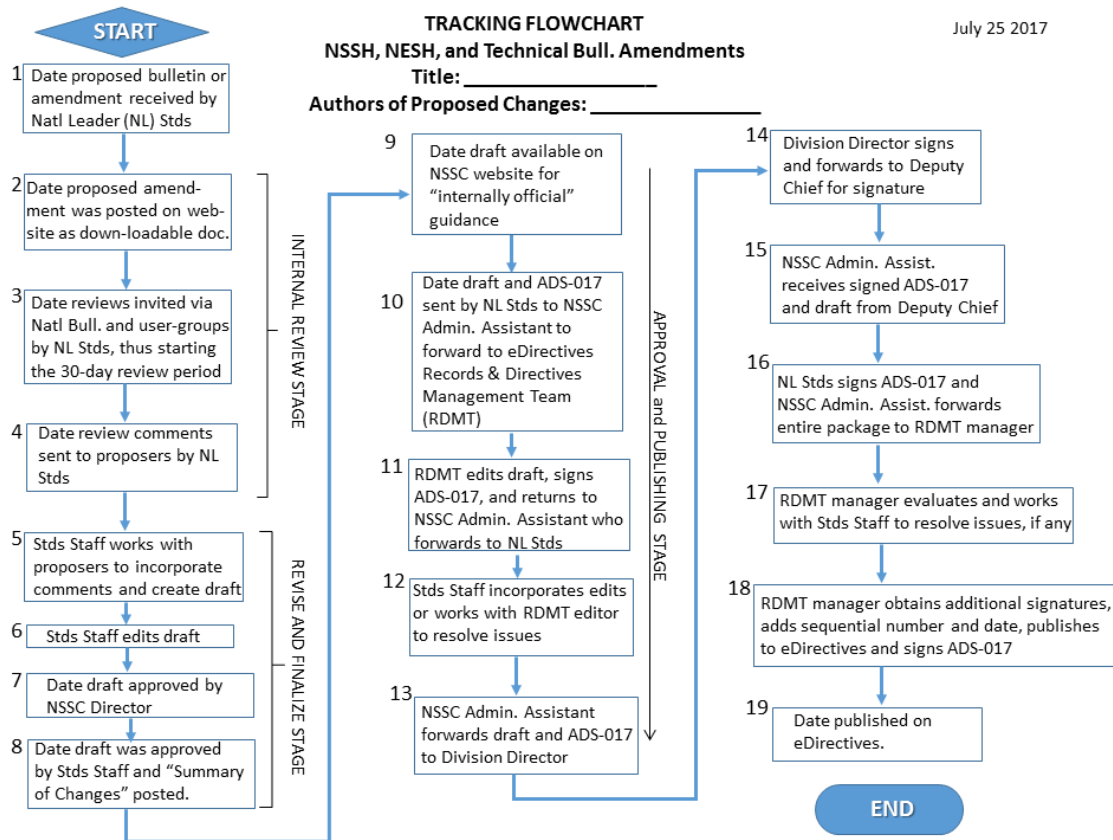 START
TRACKING FLOWCHART
NSSH, NESH, and Technical Bull. Amendments
Title: __________________
Authors of Proposed Changes: ________________
July 25 2017
1
Date proposed bulletin or
amendment received by
Natl Leader (NL) Stds
2
Date proposed amend-
ment was posted on web-
site as down-loadable doc.
3
Date reviews invited via
Natl Bull. and user-groups
by NL Stds, thus starting
the 30-day review period
4
Date review comments
sent to proposers by NL
Stds
INTERNAL REVIEW STAGE
5
Stds Staff works with
proposers to incorporate
comments and create draft
6
Stds Staff edits draft
7
Date draft approved by
NSSC Director
8
Date draft was approved
by Stds Staff and “Summary
of Changes” posted.
REVISE AND FINALIZE STAGE
9
Date draft available on
NSSC website for
“internally official”
guidance
10
Date draft and ADS-017
sent by NL Stds to NSSC
Admin. Assistant to
forward to eDirectives
Records & Directives
Management Team
(RDMT)
11
RDMT edits draft, signs
ADS-017, and returns to
NSSC Admin. Assistant who
forwards to NL Stds
12
Stds Staff incorporates edits
or works with RDMT editor
to resolve issues
13
NSSC Admin. Assistant
forwards draft and ADS-017
to Division Director
APPROVAL and PUBLISHING STAGE
14
Division Director signs
and forwards to Deputy
Chief for signature
15
NSSC Admin. Assist.
receives signed ADS-017
and draft from Deputy Chief
16
NL Stds signs ADS-017 and
NSSC Admin. Assist. forwards
entire package to RDMT manager
17
RDMT manager evaluates and works
with Stds Staff to resolve issues, if any
18
RDMT manager obtains additional signatures,
adds sequential number and date, publishes
to eDirectives and signs ADS-017
19
Date published on
eDirectives.
END